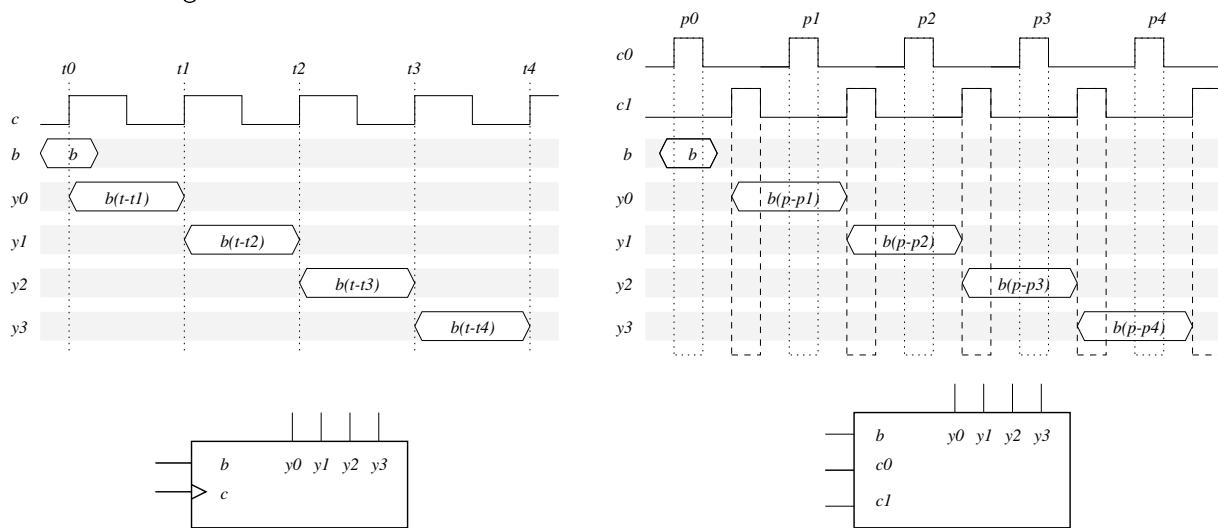 t0 t1 t2 t3 t4
c
b b
y0 b(t-t1)
y1 b(t-t2)
y2 b(t-t3)
y3 b(t-t4)
b y0 y1 y2 y3
c
p0 p1 p2 p3 p4
c0
c1
b b
y0 b(p-p1)
y1 b(p-p2)
y2 b(p-p3)
y3 b(p-p4)
b y0 y1 y2 y3
c0
c1